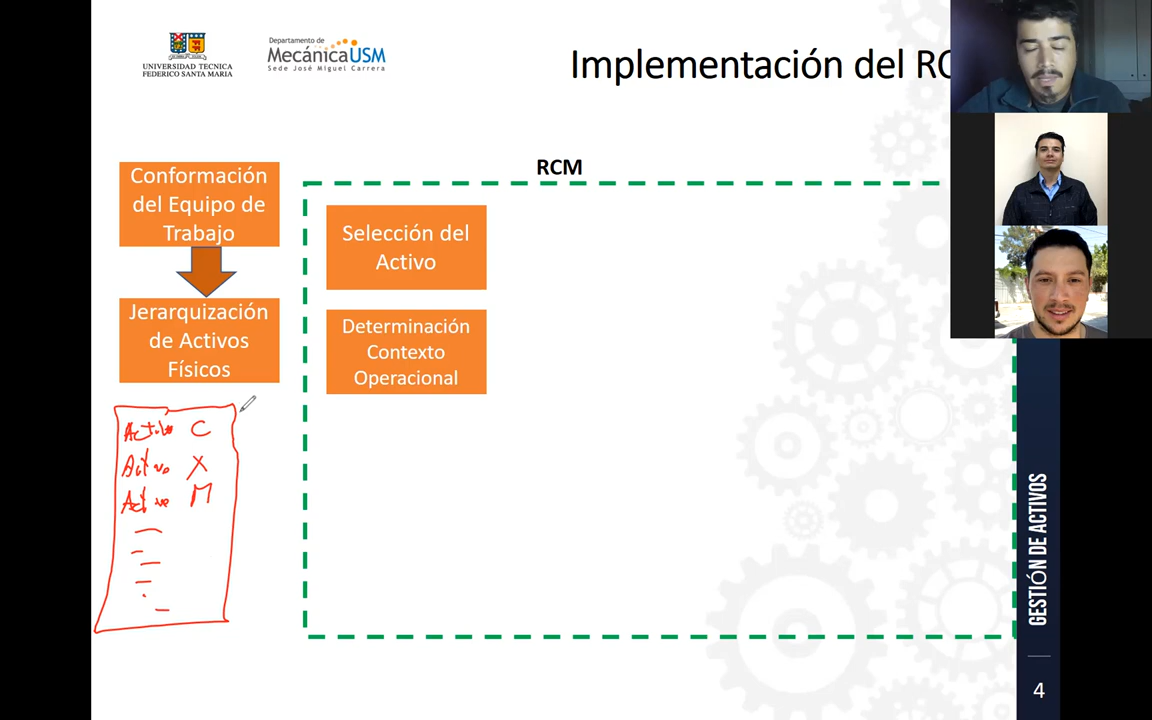 UNIVERSIDAD TECNICA
FEDERICO SANTA MARIA
Departamento de
MecánicaUSM
Sede José Miguel Carrera
Implementación del RC
RCM
Conformación
del Equipo de
Trabajo
Jerarquización
de Activos
Físicos
Selección del
Activo
Determinación
Contexto
Operacional
Activo C
Activo X
Activo M
GESTIÓN DE ACTIVOS
4